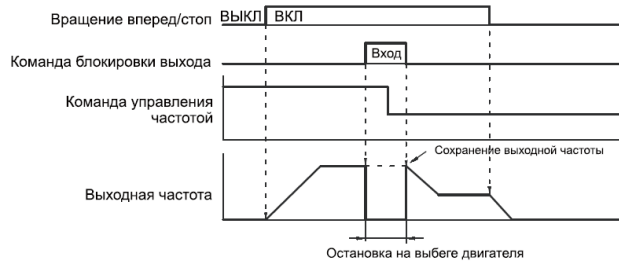 Вращение вперед/стоп
ВЫКЛ
ВКЛ
Команда блокировки выхода
Вход
Команда управления
частотой
Сохранение выходной частоты
Выходная частота
Остановка на выбеге двигателя